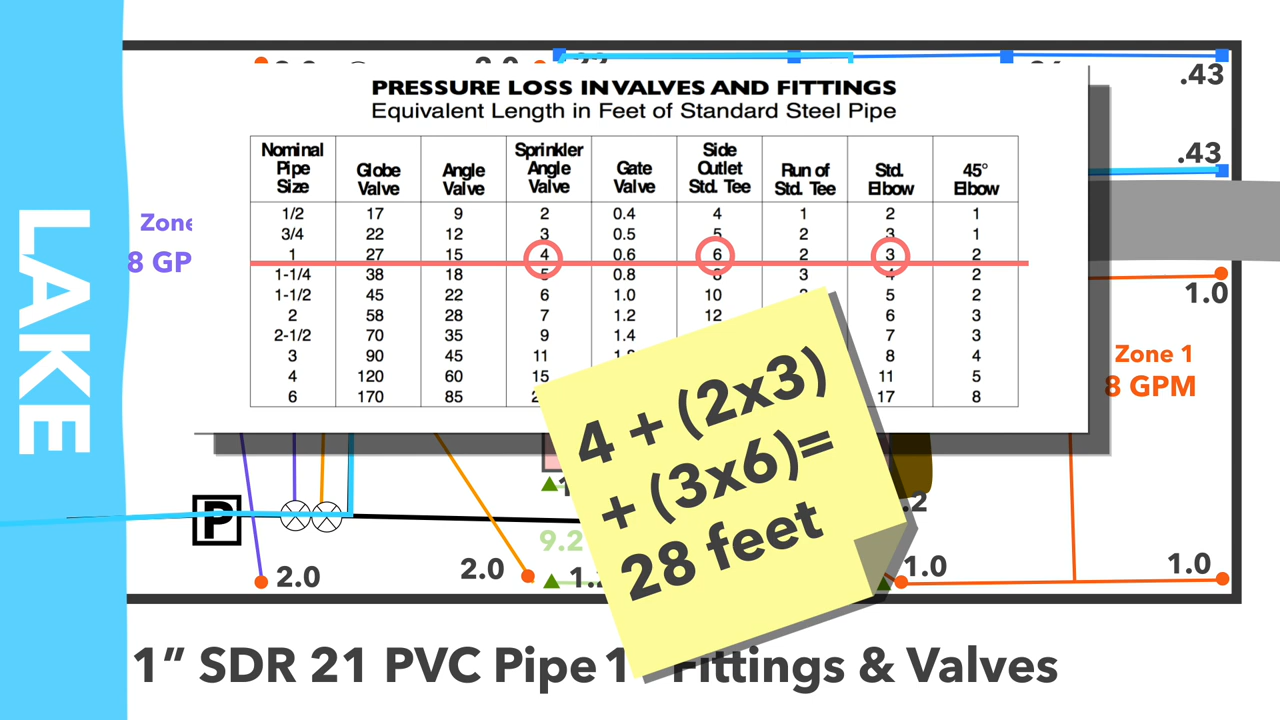 .43
PRESSURE LOSS IN VALVES AND FITTINGS
Equivalent Length in Feet of Standard Steel Pipe
Nominal Pipe Size Globe Valve Angle Valve Sprinkler Angle Valve Gate Valve Side Outlet Std. Tee Run of Std. Tee Std. Elbow 45° Elbow
1/2 17 9 2 0.4 4 1 2 1
3/4 22 12 3 0.5 5 2 3 1
1 27 15 4 0.6 6 2 3 2
1-1/4 38 18 5 0.8 8 3 4 2
1-1/2 45 22 6 1.0 10 5 2
2 58 28 7 1.2 12 6 3
2-1/2 70 35 9 1.4 7 3
3 90 45 11 8 4
4 120 60 15 11 5
6 170 85 17 8
.43
LAKE
Zone
8 GP
1.0
Zone 1
8 GPM
4 + (2x3)
+ (3x6)=
28 feet
P
.2
9.2
2.0
2.0
1.0
1.0
1" SDR 21 PVC Pipe 1 Fittings & Valves